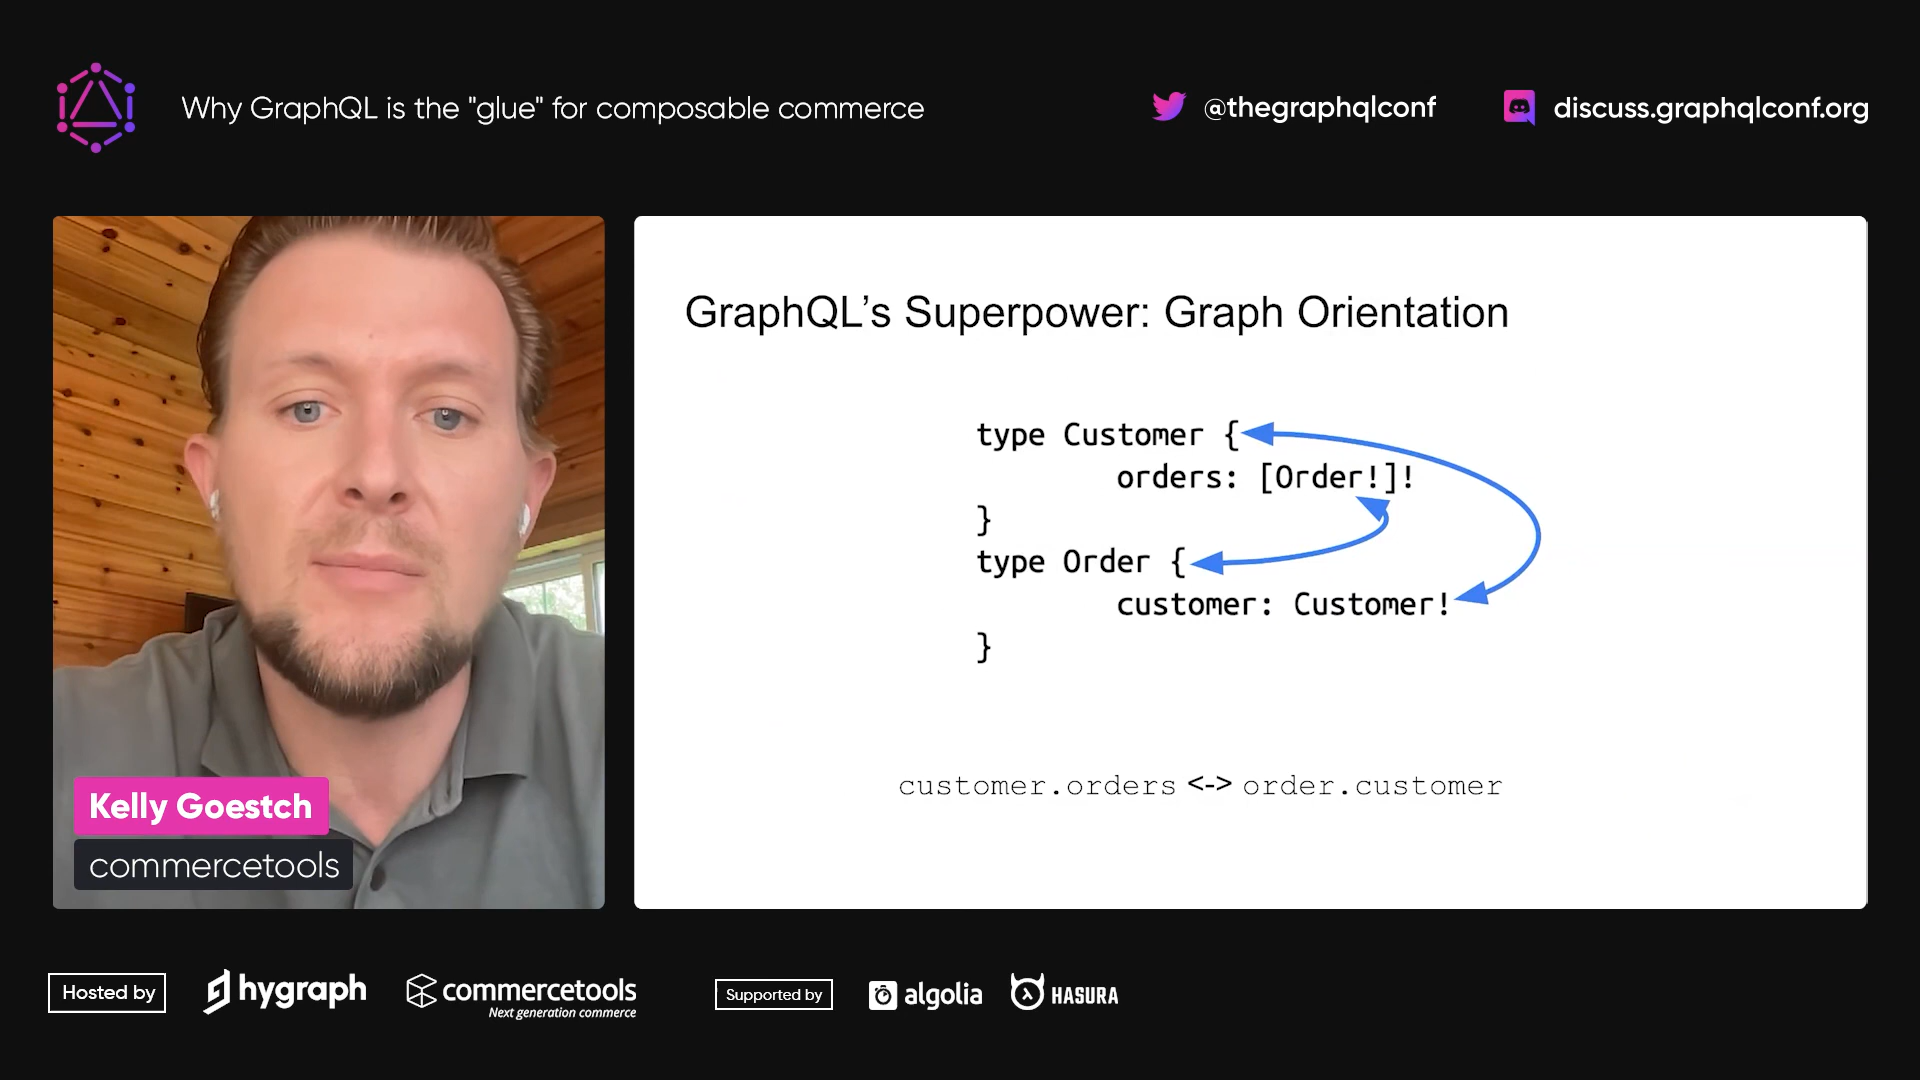 Why GraphQL is the "glue" for composable commerce
@thegraphqlconf
discuss.graphqlconf.org
GraphQL’s Superpower: Graph Orientation
type Customer {
orders: [Order!]!
}
type Order {
customer: Customer!
}
customer.orders <-> order.customer
Kelly Goestch
commercetools
Hosted by
hygraph
commercetools
Next generation commerce
Supported by
algolia
HASURA